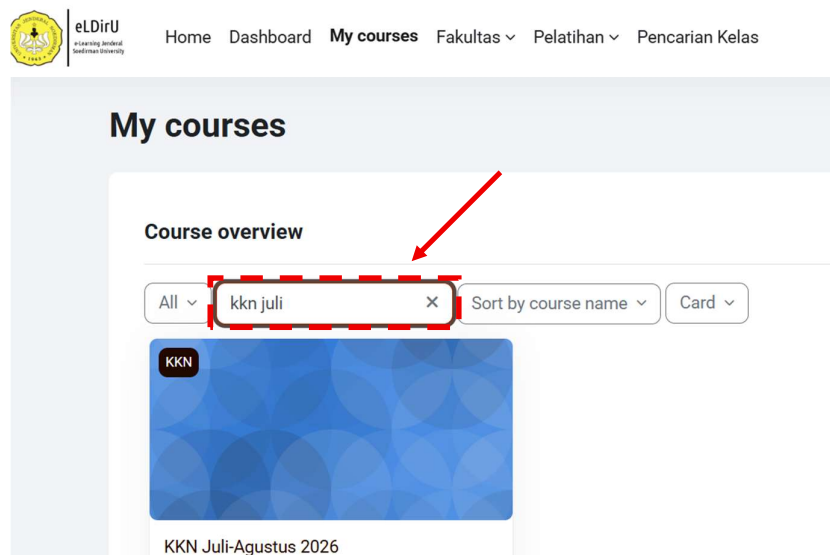 eLDirU
e-Learning Jenderal
Soedirman University
Home Dashboard My courses Fakultas Pelatihan Pencarian Kelas
My courses
Course overview
All kkn juli Sort by course name Card
KKN
KKN Juli-Agustus 2026